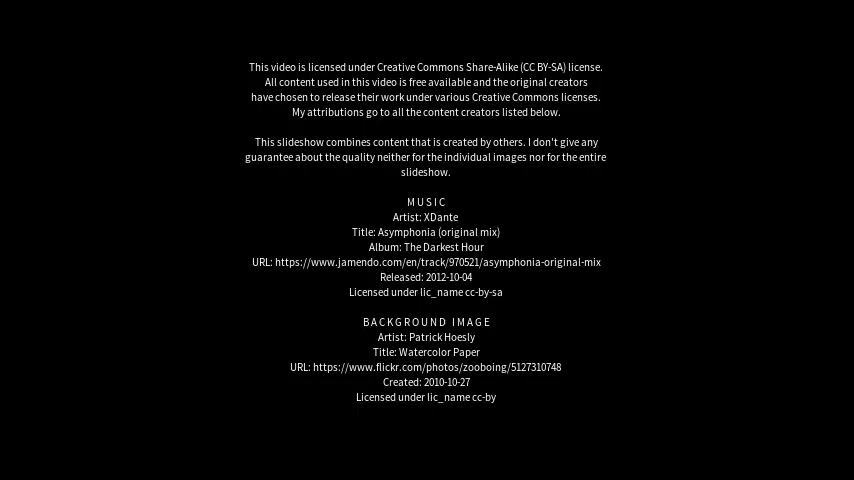 This video is licensed under Creative Commons Share-Alike (CC BY-SA) license.
All content used in this video is free available and the original creators
have chosen to release their work under various Creative Commons licenses.
My attributions go to all the content creators listed below.
This slideshow combines content that is created by others. I don't give any
guarantee about the quality neither for the individual images nor for the entire
slideshow.
MUSIC
Artist: XDante
Title: Asymphonia (original mix)
Album: The Darkest Hour
URL: https://www.jamendo.com/en/track/970521/asymphonia-original-mix
Released: 2012-10-04
Licensed under lic_name cc-by-sa
BACKGROUND IMAGE
Artist: Patrick Hoesly
Title: Watercolor Paper
URL: https://www.flickr.com/photos/zooboing/5127310748
Created: 2010-10-27
Licensed under lic_name cc-by